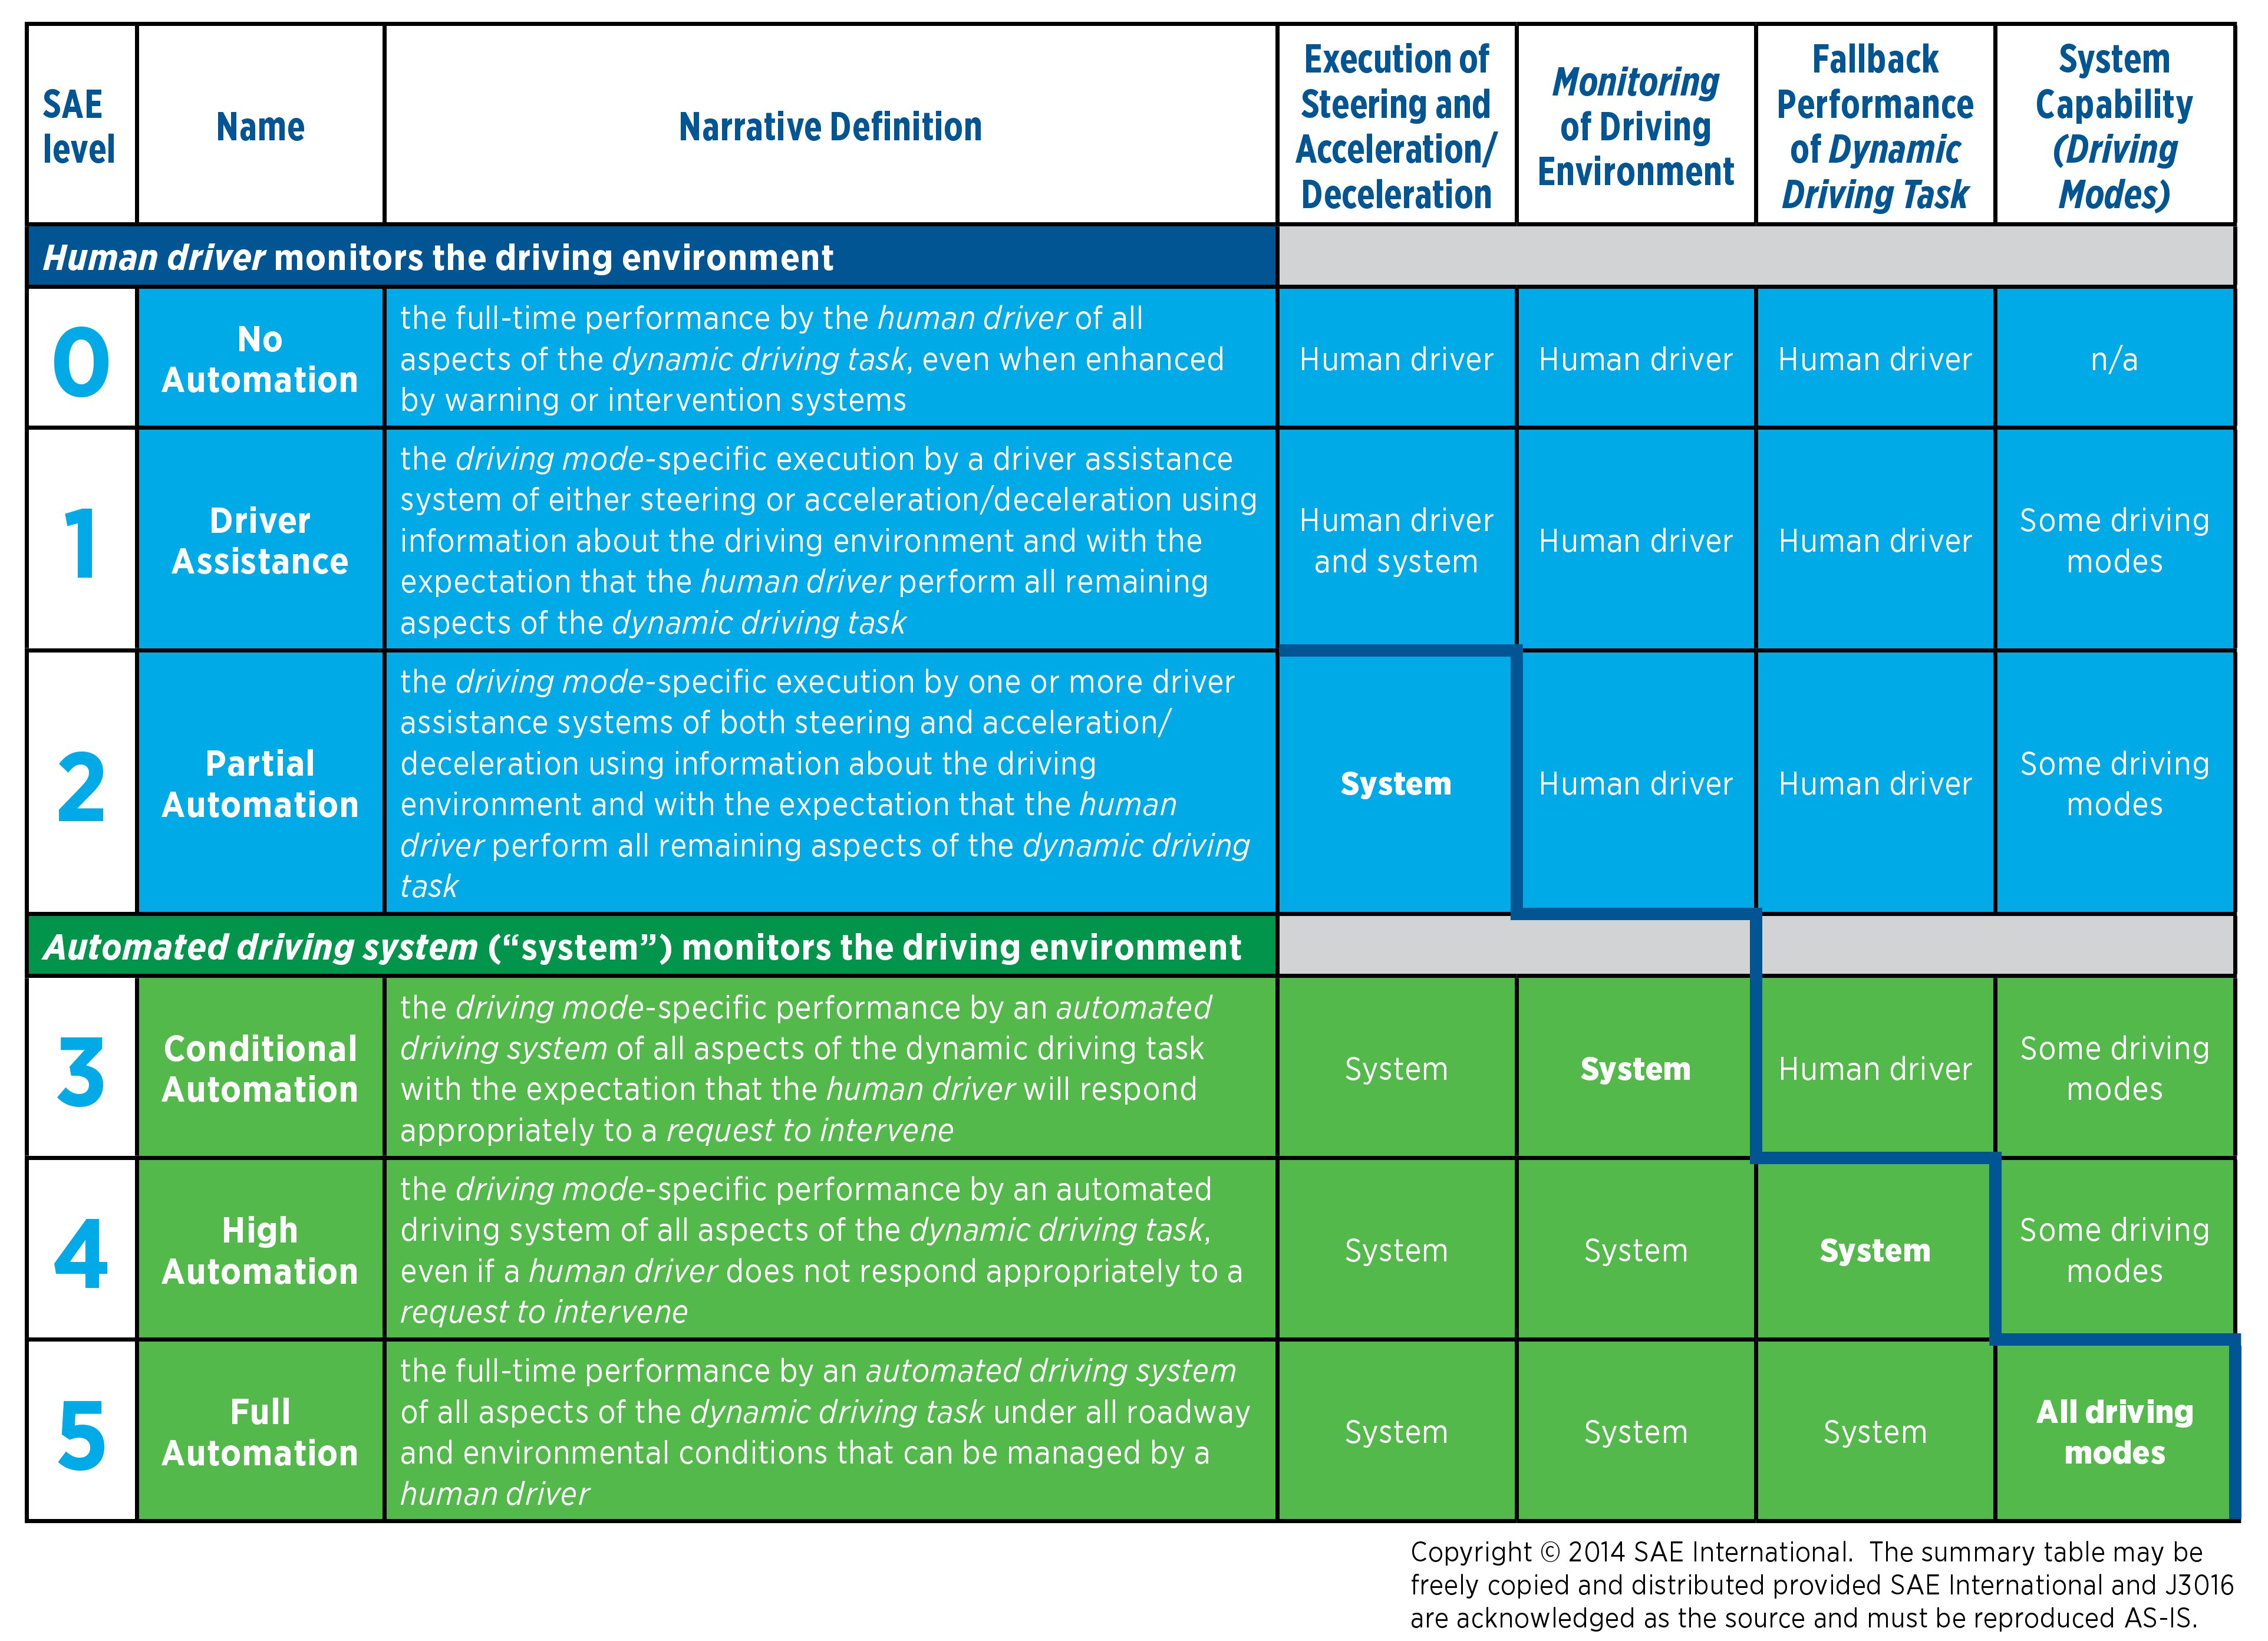 SAE
level
Name
Narrative Definition
Execution of
Steering and
Acceleration/
Deceleration
Monitoring
of Driving
Environment
Fallback
Performance
of Dynamic
Driving Task
System
Capability
(Driving
Modes)
Human driver monitors the driving environment
0
No
Automation
the full-time performance by the human driver of all
aspects of the dynamic driving task, even when enhanced
by warning or intervention systems
Human driver
Human driver
Human driver
n/a
1
Driver
Assistance
the driving mode-specific execution by a driver assistance
system of either steering or acceleration/deceleration using
information about the driving environment and with the
expectation that the human driver perform all remaining
aspects of the dynamic driving task
Human driver
and system
Human driver
Human driver
Some driving
modes
2
Partial
Automation
the driving mode-specific execution by one or more driver
assistance systems of both steering and acceleration/
deceleration using information about the driving
environment and with the expectation that the human
driver perform all remaining aspects of the dynamic driving
task
System
Human driver
Human driver
Some driving
modes
Automated driving system (“system”) monitors the driving environment
3
Conditional
Automation
the driving mode-specific performance by an automated
driving system of all aspects of the dynamic driving task
with the expectation that the human driver will respond
appropriately to a request to intervene
System
System
Human driver
Some driving
modes
4
High
Automation
the driving mode-specific performance by an automated
driving system of all aspects of the dynamic driving task,
even if a human driver does not respond appropriately to a
request to intervene
System
System
System
Some driving
modes
5
Full
Automation
the full-time performance by an automated driving system
of all aspects of the dynamic driving task under all roadway
and environmental conditions that can be managed by a
human driver
System
System
System
All driving
modes
Copyright © 2014 SAE International.  The summary table may be
freely copied and distributed provided SAE International and J3016
are acknowledged as the source and must be reproduced AS-IS.